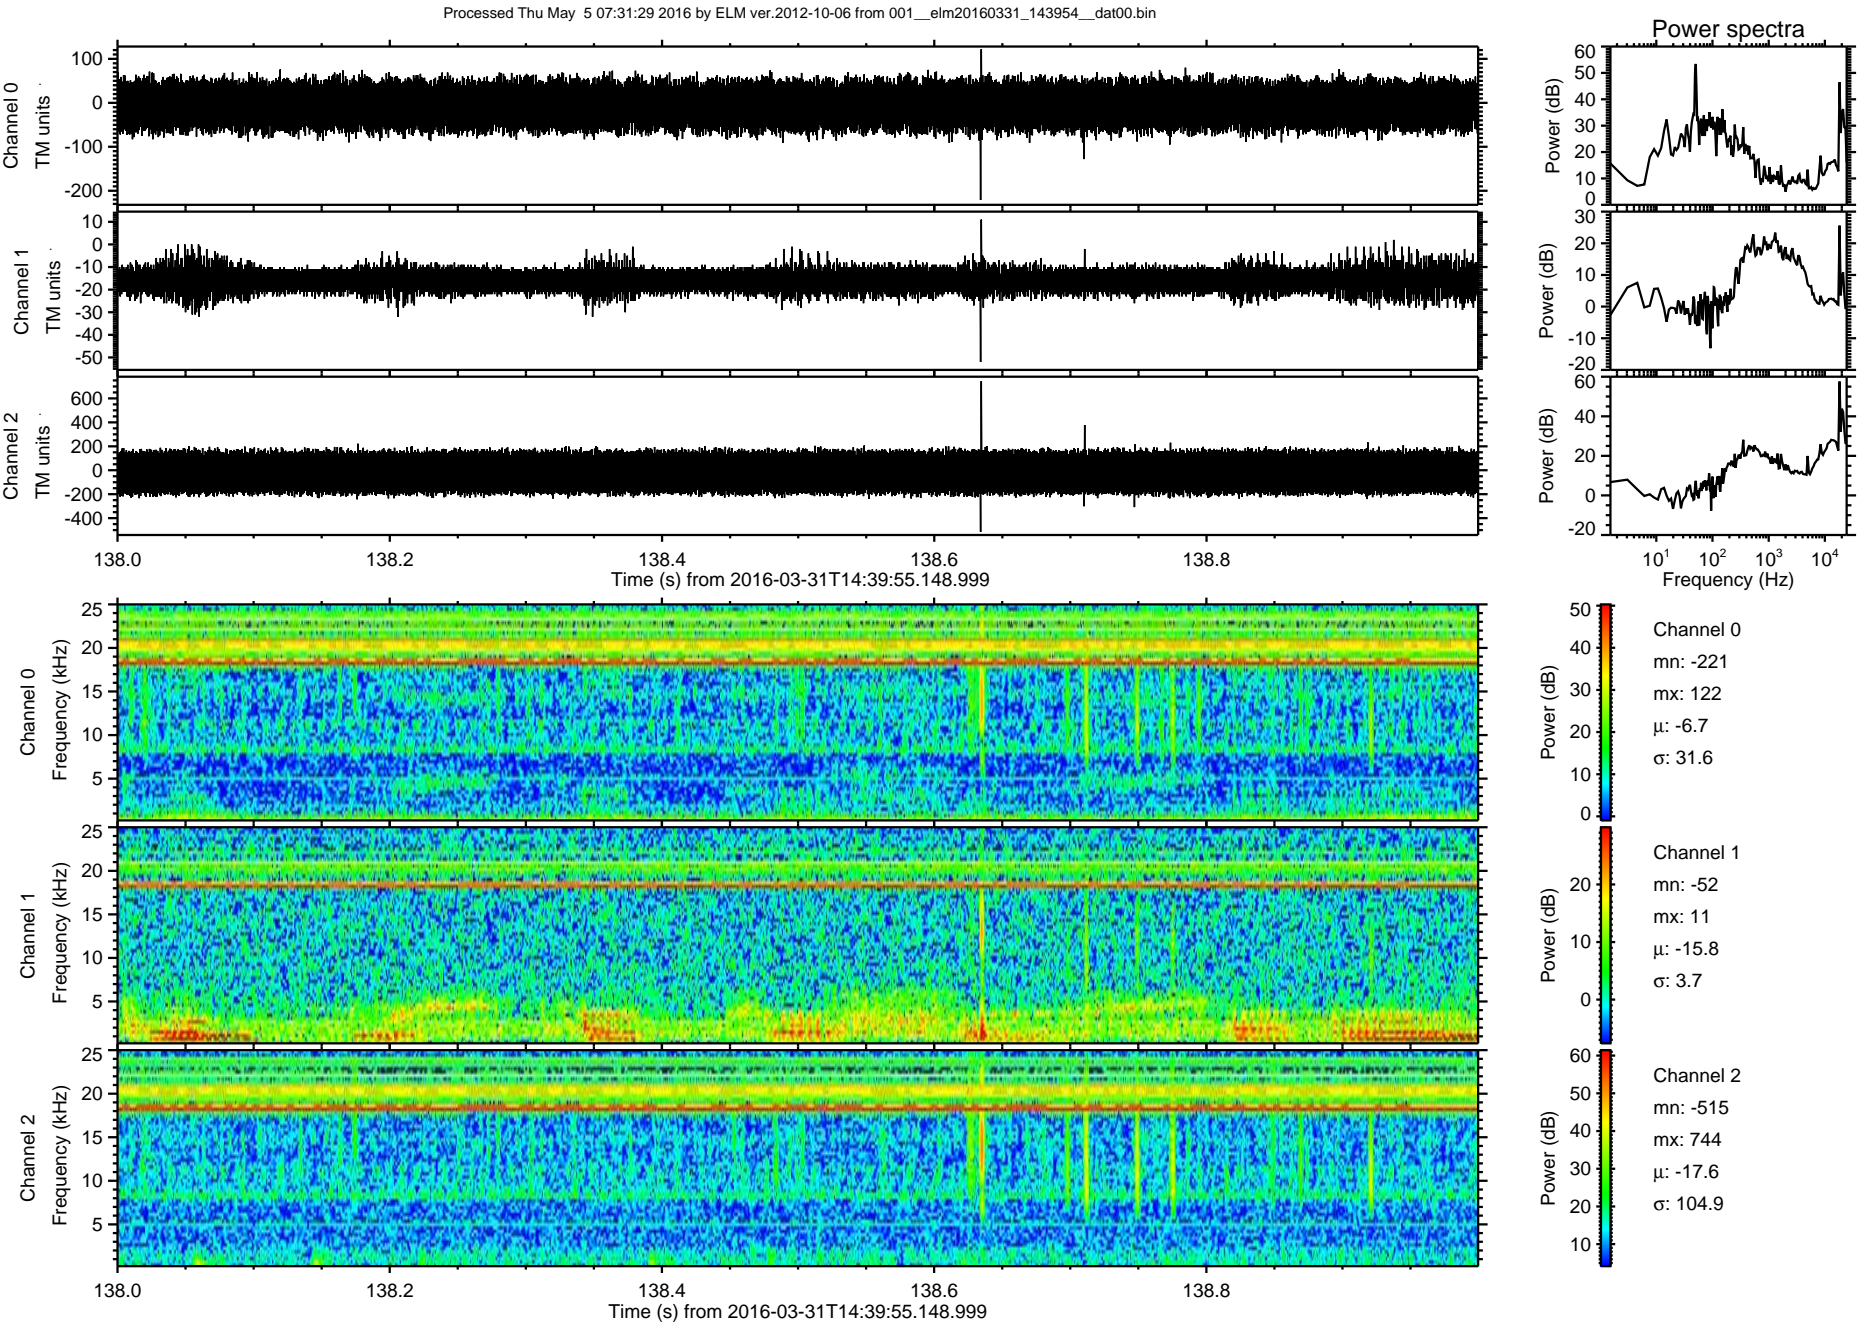 Processed Thu May  5 07:31:29 2016 by ELM ver.2012-10-06 from 001__elm20160331_143954__dat00.bin
Power spectra
Channel 0
TM units
100
0
-100
-200
Power (dB)
60
50
40
30
20
10
0
Channel 1
TM units
10
0
-10
-20
-30
-40
-50
Power (dB)
30
20
10
0
-10
-20
Channel 2
TM units
600
400
200
0
-200
-400
Power (dB)
60
40
20
0
-20
138.0 138.2 138.4 138.6 138.8
Time (s) from 2016-03-31T14:39:55.148.999
10¹ 10² 10³ 10⁴
Frequency (Hz)
Channel 0
Frequency (kHz)
25
20
15
10
5
Power (dB)
50
40
30
20
10
0
Channel 0
mn: -221
mx: 122
µ: -6.7
σ: 31.6
Channel 1
Frequency (kHz)
25
20
15
10
5
Power (dB)
20
10
0
Channel 1
mn: -52
mx: 11
µ: -15.8
σ: 3.7
Channel 2
Frequency (kHz)
25
20
15
10
5
Power (dB)
60
50
40
30
20
10
Channel 2
mn: -515
mx: 744
µ: -17.6
σ: 104.9
138.0 138.2 138.4 138.6 138.8
Time (s) from 2016-03-31T14:39:55.148.999